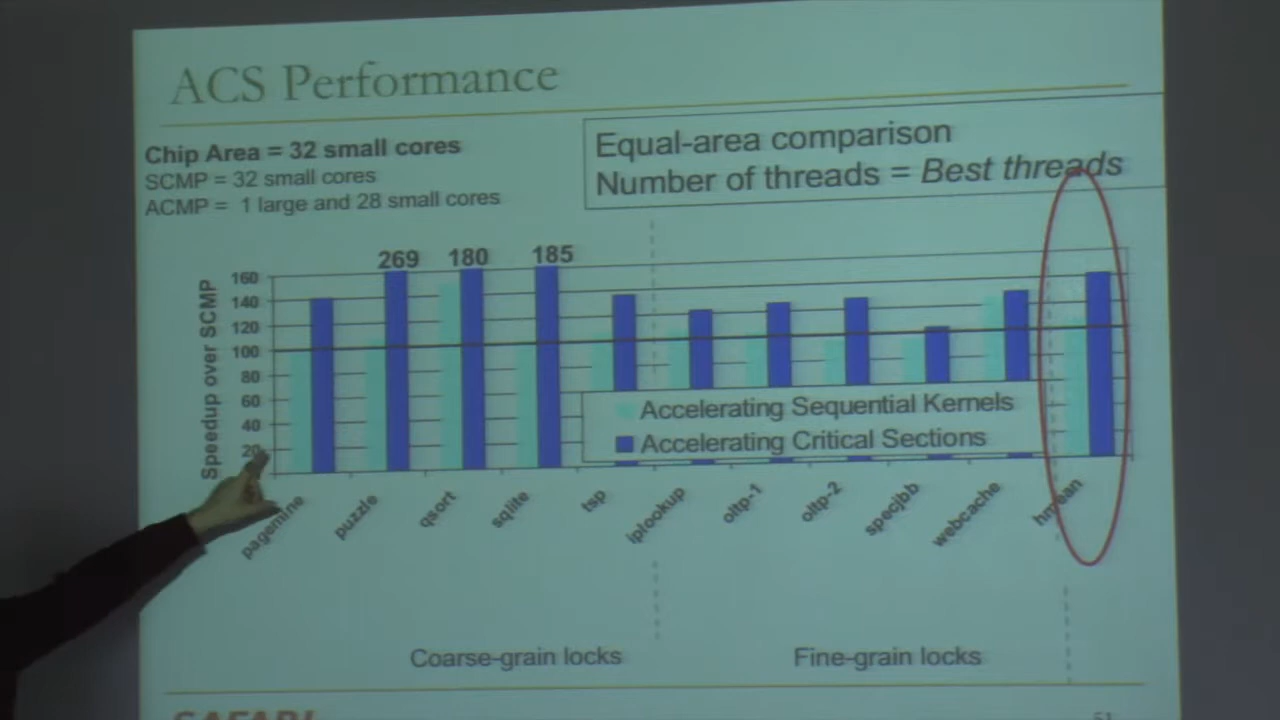 ACS Performance
Chip Area = 32 small cores
SCMP = 32 small cores
ACMP = 1 large and 28 small cores
Equal-area comparison
Number of threads = Best threads
269 180 185
Speedup over SCMP
160
140
120
100
80
60
40
20
Accelerating Sequential Kernels
Accelerating Critical Sections
pagemine
puzzle
qsort
sqlite
tsp
iplookup
oltp-1
oltp-2
specjbb
webcache
hmean
Coarse-grain locks
Fine-grain locks
SAFARI
51